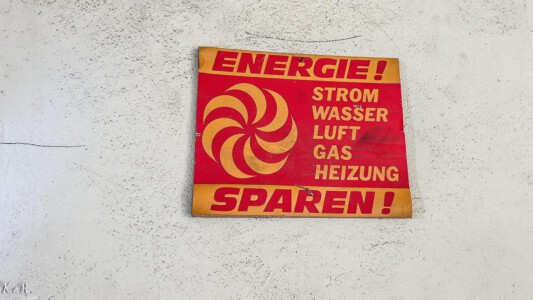 ENERGIE!
STROM
WASSER
LUFT
GAS
HEIZUNG
SPAREN!